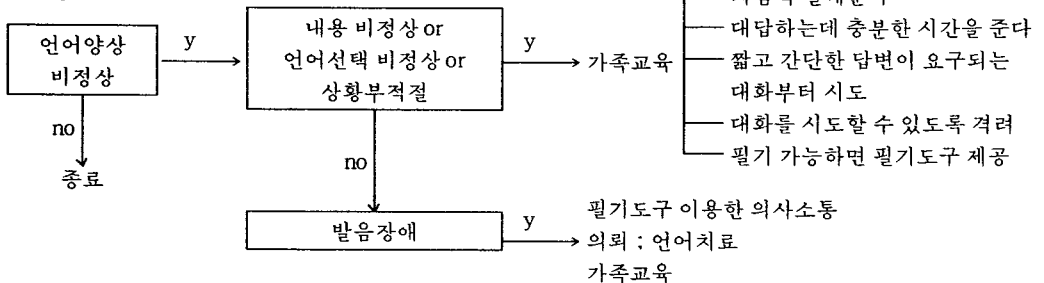 대답하는데 충분한 시간을 준다
짧고 간단한 답변이 요구되는
대화부터 시도
대화를 시도할 수 있도록 격려
필기 가능하면 필기도구 제공
언어양상
비정상
y
no
종료
내용 비정상 or
언어선택 비정상 or
상황부적절
y
가족교육
no
발음장애
y
필기도구 이용한 의사소통
의뢰 ; 언어치료
가족교육